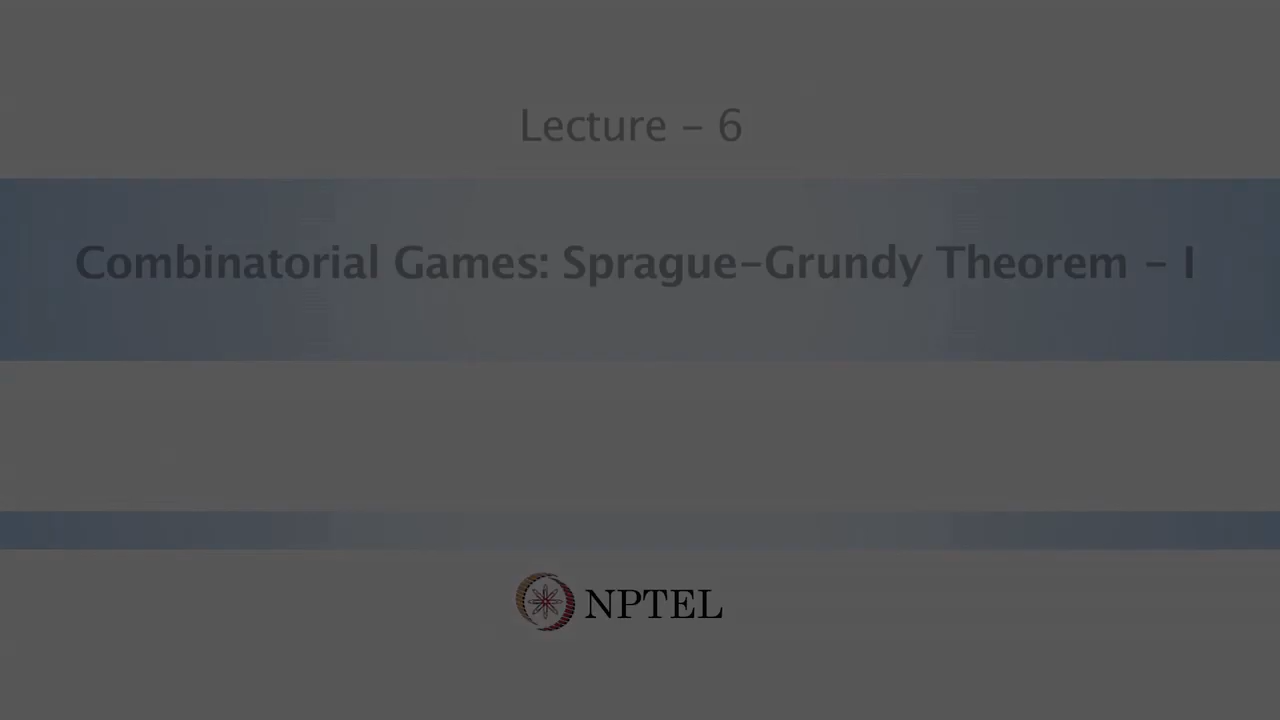 Lecture – 6
Combinatorial Games: Sprague-Grundy Theorem – I
NPTEL